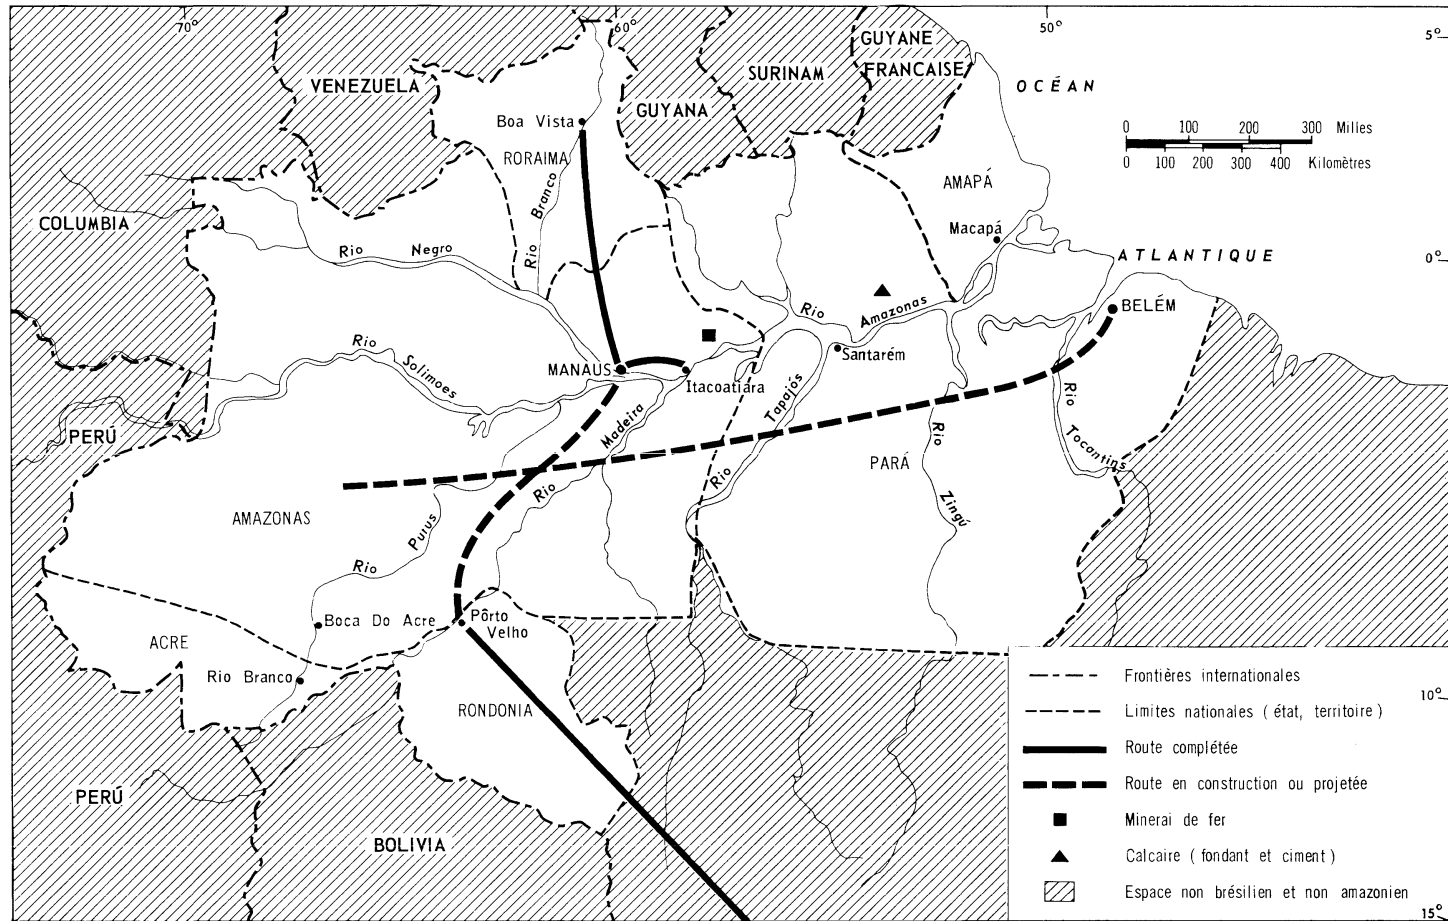 70°
60°
50°
5°
GUYANE
FRANCAISE
SURINAM
VENEZUELA
GUYANA
OCÉAN
0 100 200 300 Milles
0 100 200 300 400 Kilomètres
Boa Vista
RORAIMA
AMAPÁ
Rio Branco
COLUMBIA
Macapá
Rio Negro
ATLANTIQUE
0°
Rio Amazonas
BELÉM
Rio Solimoes
MANAUS
Santarém
Itacoatiara
Rio Tapajós
Rio Tocantins
Rio Madeira
PERÚ
PARÁ
Rio Zingú
AMAZONAS
Rio Purus
Boca Do Acre
Pôrto
Velho
ACRE
Rio Branco
RONDONIA
PERÚ
BOLIVIA
Frontières internationales
10°
Limites nationales ( état, territoire )
Route complétée
Route en construction ou projetée
Minerai de fer
Calcaire ( fondant et ciment )
Espace non brésilien et non amazonien
15°